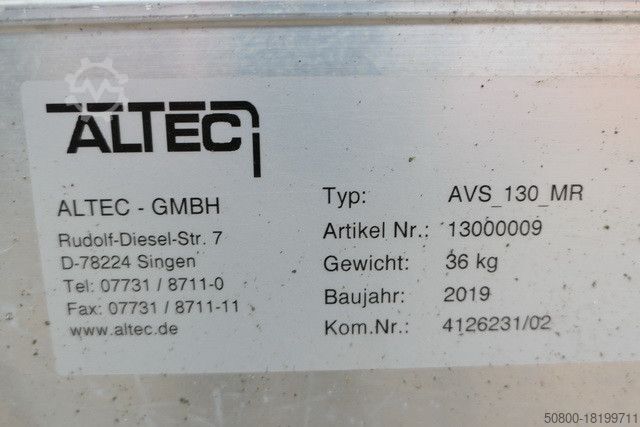 ALTEC
ALTEC - GMBH
Rudolf-Diesel-Str. 7
D-78224 Singen
Tel: 07731 / 8711-0
Fax: 07731 / 8711-11
www.altec.de
Typ: AVS_130_MR
Artikel Nr.: 13000009
Gewicht: 36 kg
Baujahr: 2019
Kom.Nr.: 4126231/02
50800-18199711